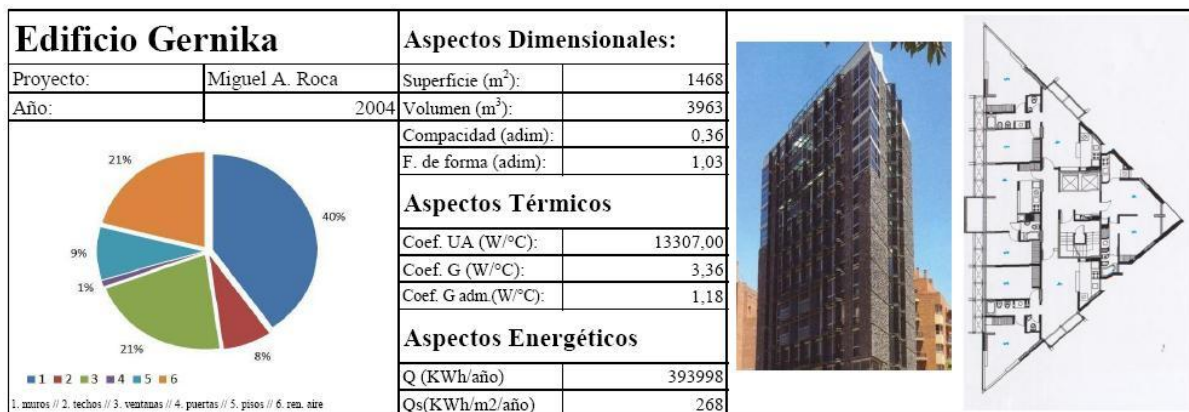 Edificio Gernika
Proyecto: Miguel A. Roca
Año: 2004
21%
40%
9%
1%
21%
8%
1 2 3 4 5 6
1. muros // 2. techos // 3. ventanas // 4. puertas // 5. pisos // 6. ren. aire
Aspectos Dimensionales:
Superficie (m²): 1468
Volumen (m³): 3963
Compacidad (adim): 0,36
F. de forma (adim): 1,03
Aspectos Térmicos
Coef. UA (W/°C): 13307,00
Coef. G (W/°C): 3,36
Coef. G adm.(W/°C): 1,18
Aspectos Energéticos
Q (KWh/año) 393998
Qs(KWh/m2/año) 268